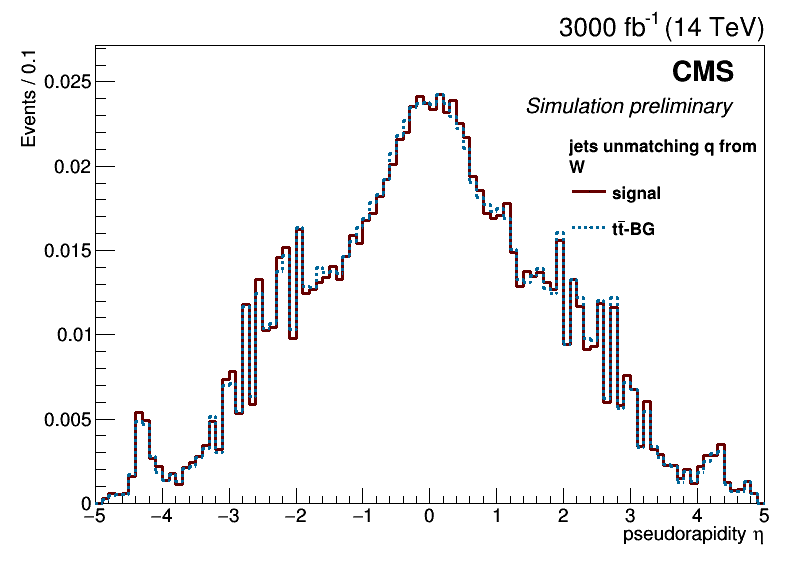 3000 fb⁻¹ (14 TeV)
Events / 0.1
CMS
Simulation preliminary
jets unmatching q from
W
signal
tt̄-BG
0.025
0.02
0.015
0.01
0.005
0
−5 −4 −3 −2 −1 0 1 2 3 4 5
pseudorapidity η